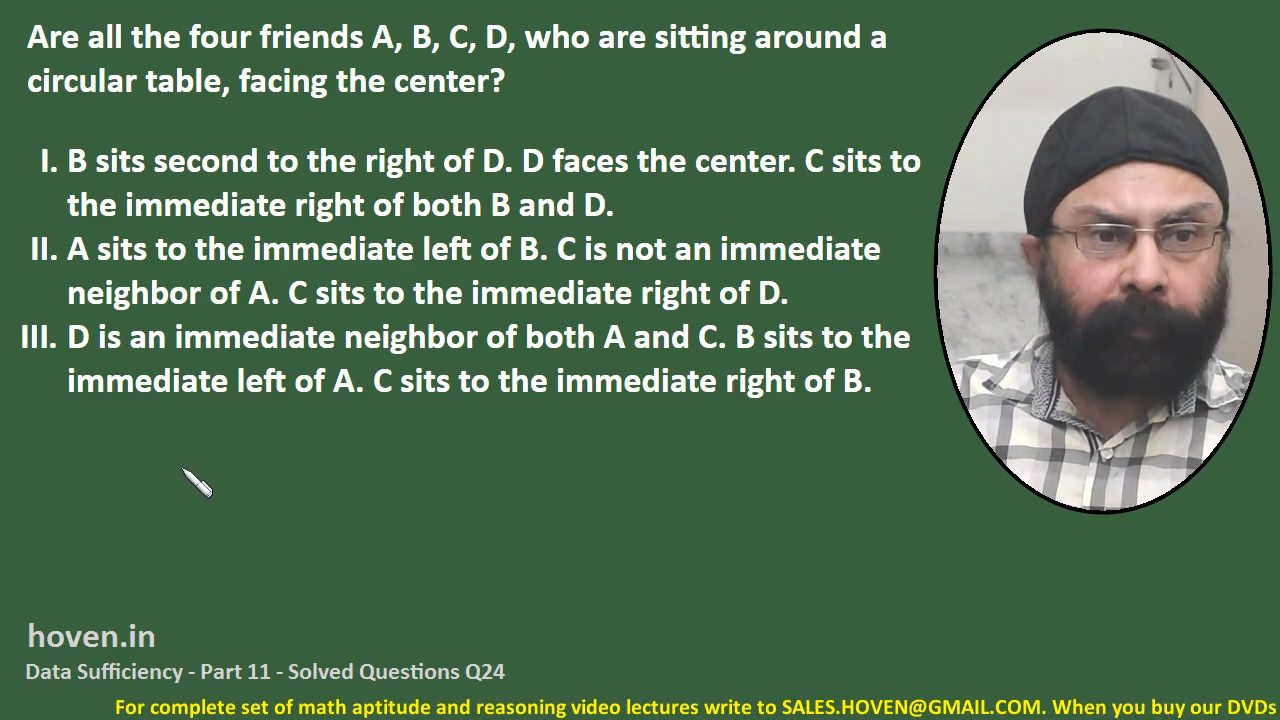 Are all the four friends A, B, C, D, who are sitting around a
circular table, facing the center?
I. B sits second to the right of D. D faces the center. C sits to
the immediate right of both B and D.
II. A sits to the immediate left of B. C is not an immediate
neighbor of A. C sits to the immediate right of D.
III. D is an immediate neighbor of both A and C. B sits to the
immediate left of A. C sits to the immediate right of B.
hoven.in
Data Sufficiency - Part 11 - Solved Questions Q24
For complete set of math aptitude and reasoning video lectures write to SALES.HOVEN@GMAIL.COM. When you buy our DVDs